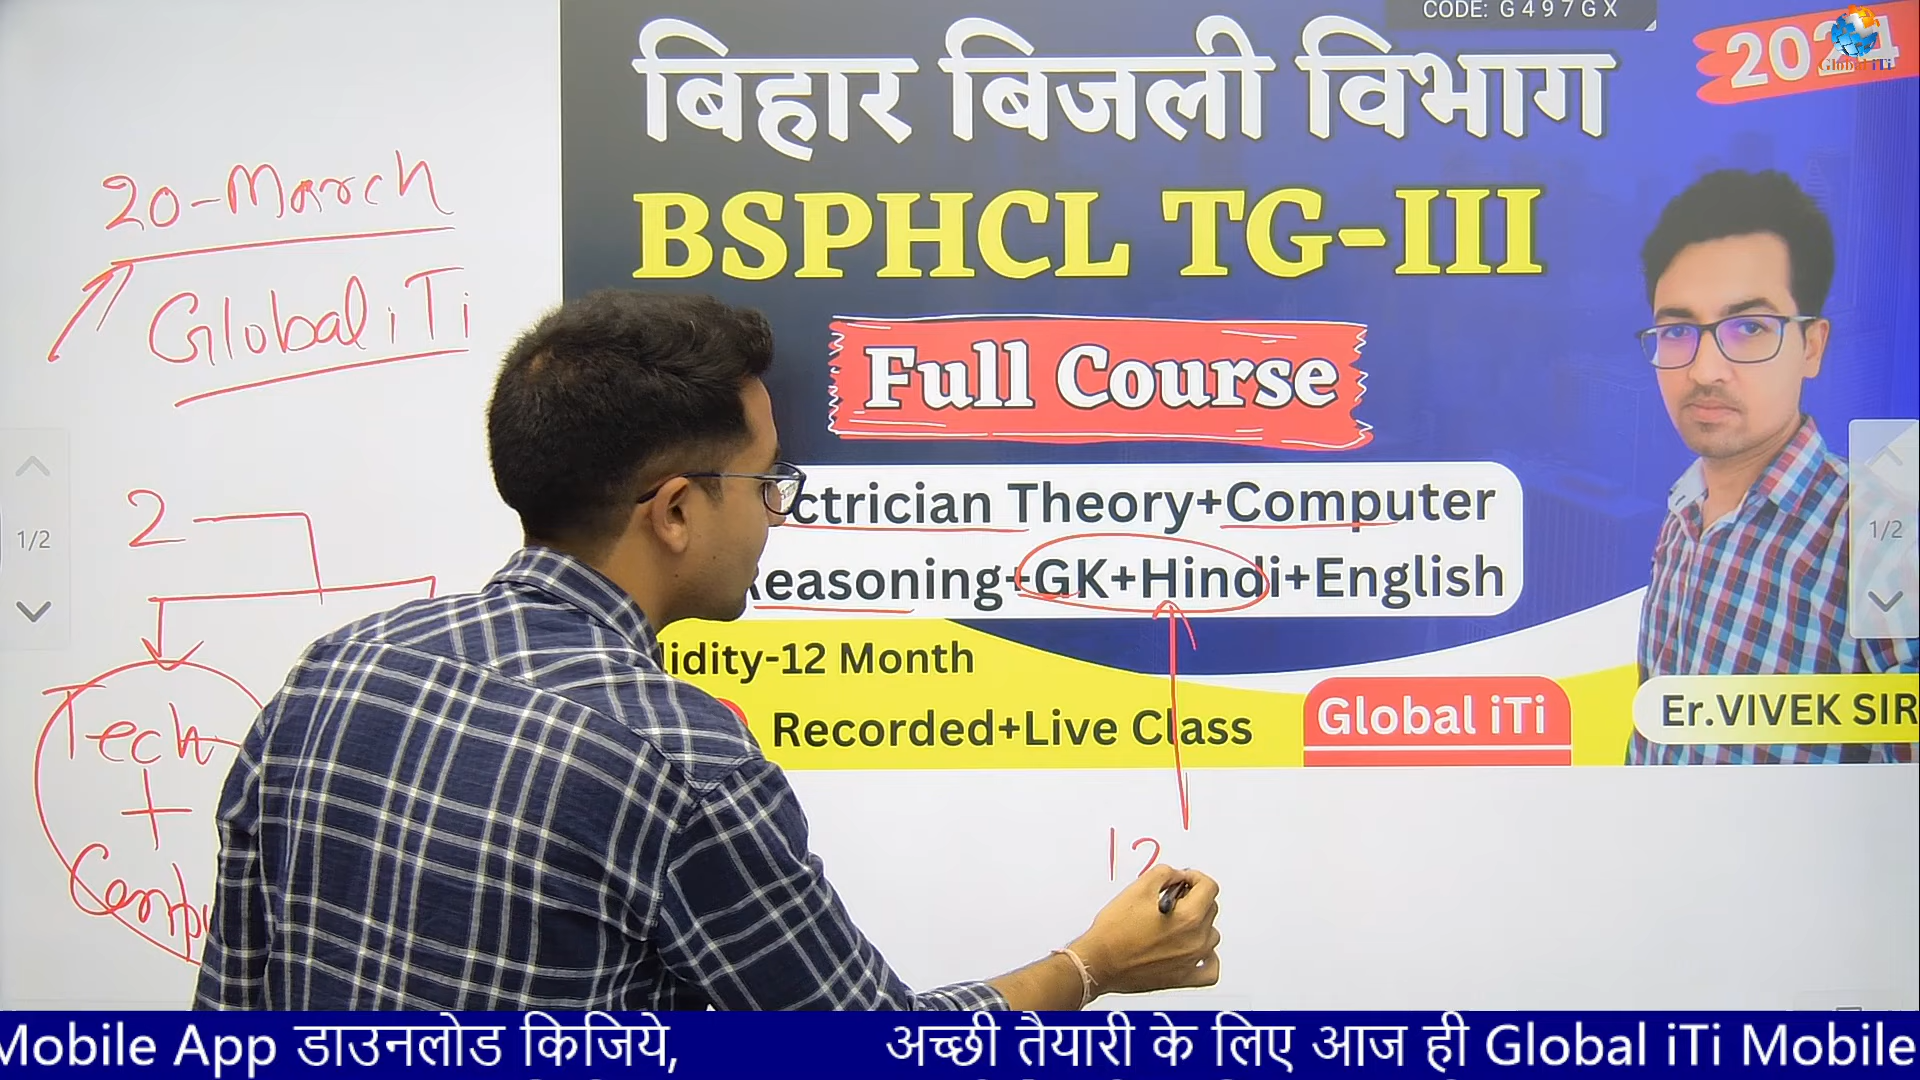 CODE: G497GX
2024
Global iTi
बिहार बिजली विभाग
BSPHCL TG-III
Full Course
ctrician Theory+Computer
easoning+GK+Hindi+English
lidity-12 Month
Recorded+Live Class
Global iTi
Er.VIVEK SIR
20-March
Global iTi
1/2
1/2
2
Tech
+
12
Mobile App डाउनलोड किजिये,
अच्छी तैयारी के लिए आज ही Global iTi Mobile